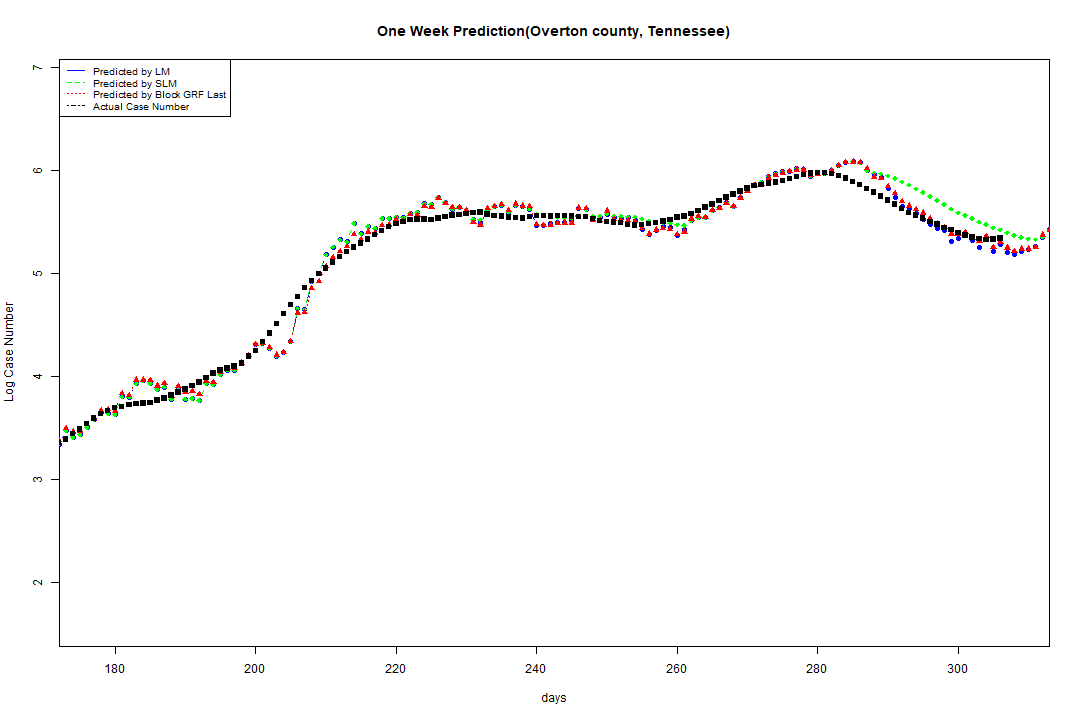 One Week Prediction(Overton county, Tennessee)
Predicted by LM
Predicted by SLM
Predicted by Block GRF Last
Actual Case Number
7
6
5
4
3
2
Log Case Number
180 200 220 240 260 280 300
days